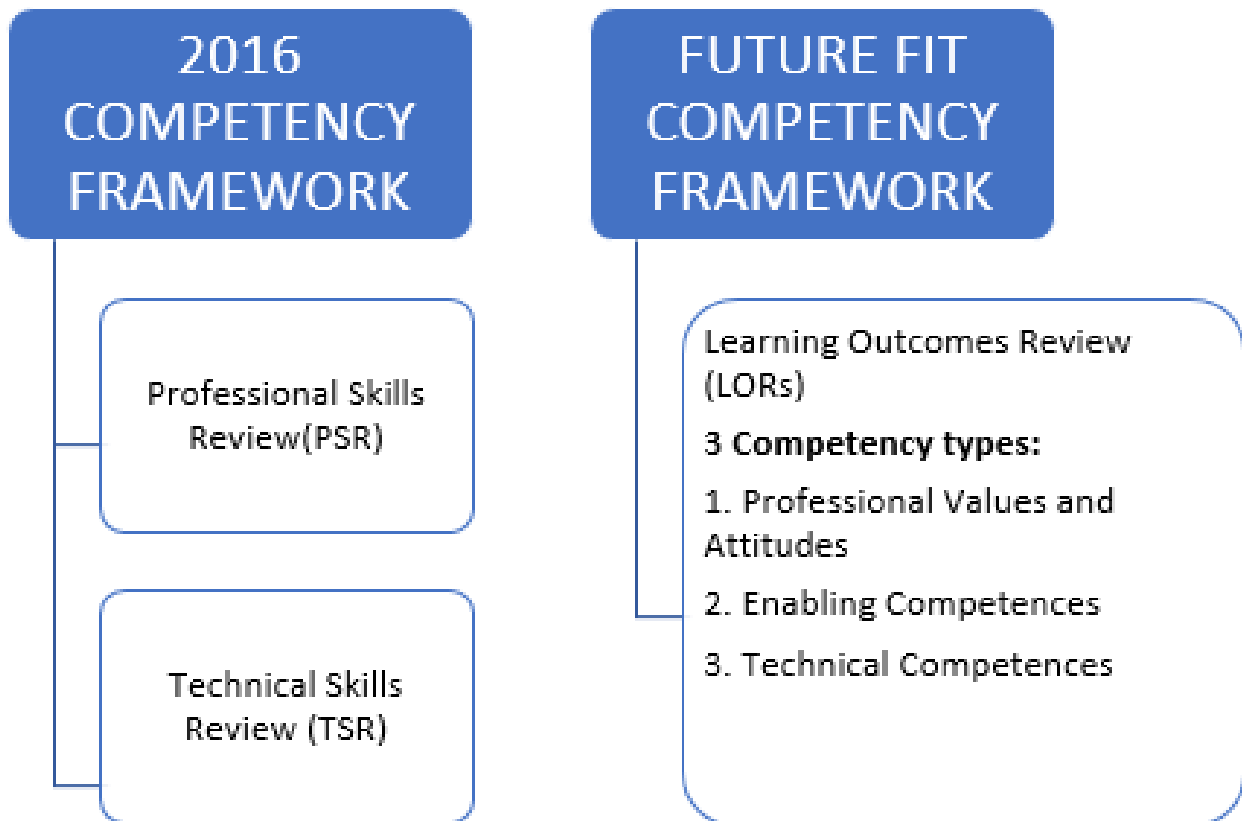 2016
COMPETENCY
FRAMEWORK
Professional Skills
Review(PSR)
Technical Skills
Review (TSR)
FUTURE FIT
COMPETENCY
FRAMEWORK
Learning Outcomes Review
(LORs)
3 Competency types:
1. Professional Values and
Attitudes
2. Enabling Competences
3. Technical Competences